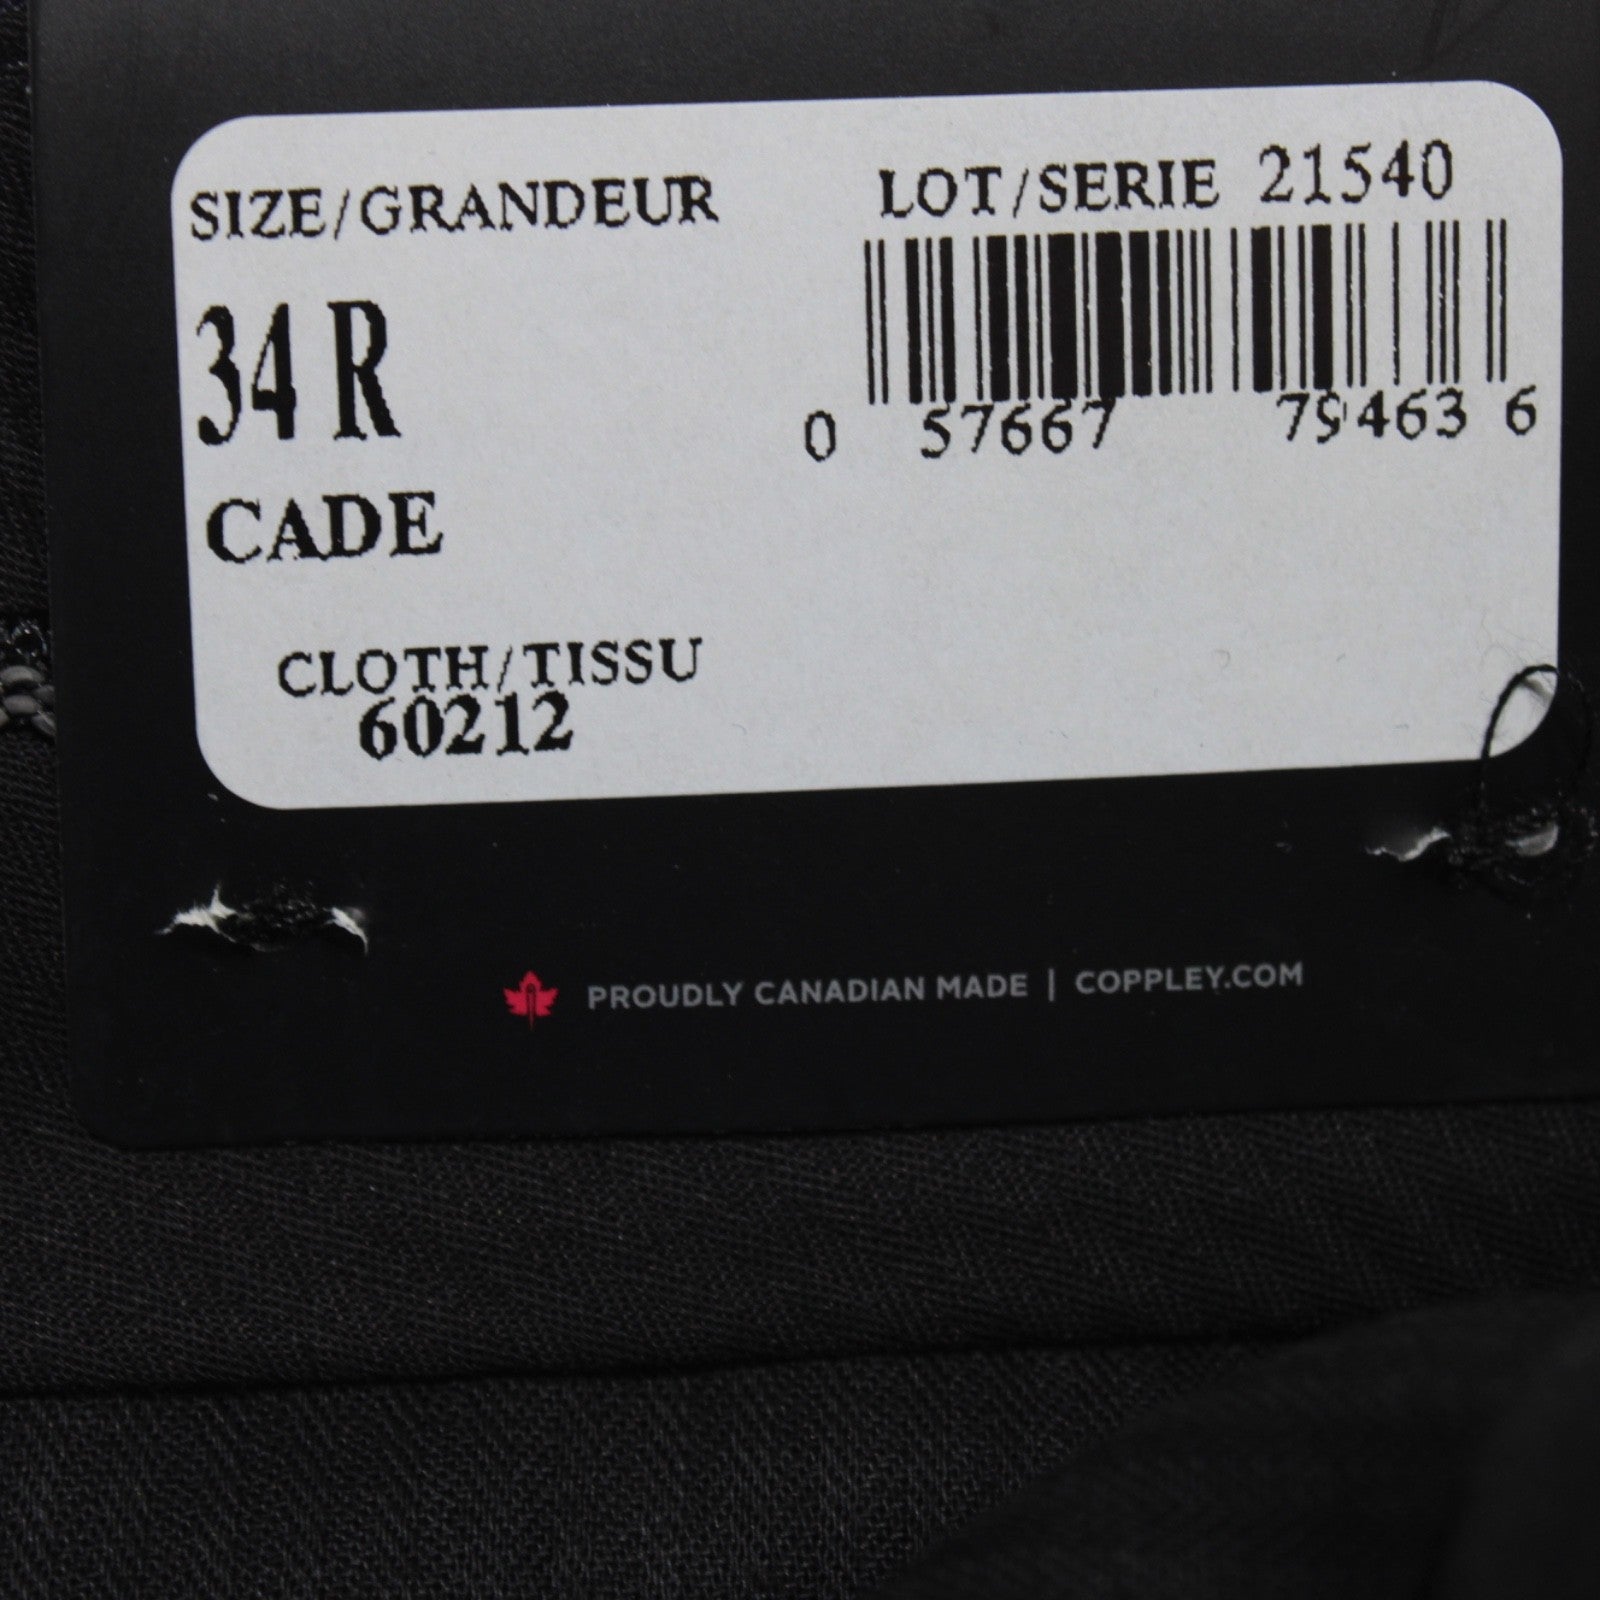 SIZE/GRANDEUR
34 R
CADE
CLOTH/TISSU
60212
LOT/SERIE 21540
0 57667 79463 6
PROUDLY CANADIAN MADE | COPPLEY.COM